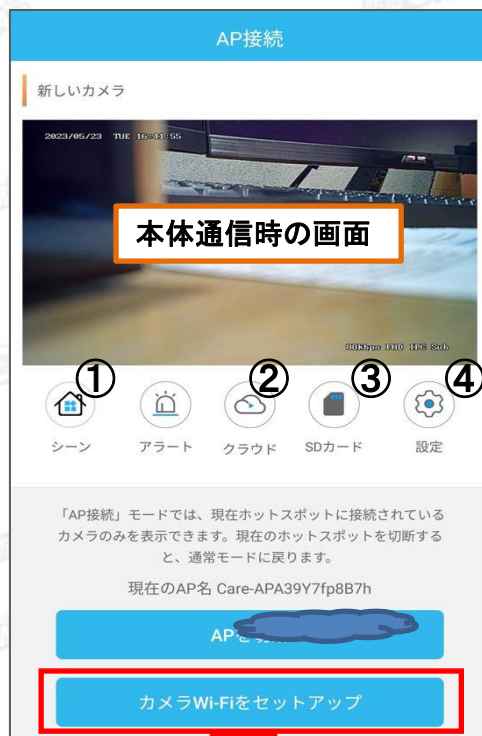 AP接続
新しいカメラ
2023/05/23 TUE 16:41:55
本体通信時の画面
88Kbps FHD IPC Sub
① ② ③ ④
シーン アラート クラウド SDカード 設定
「AP接続」モードでは、現在ホットスポットに接続されている
カメラのみを表示できます。現在のホットスポットを切断する
と、通常モードに戻ります。
現在のAP名 Care-APA39Y7fp8B7h
AP
カメラWi-Fiをセットアップ